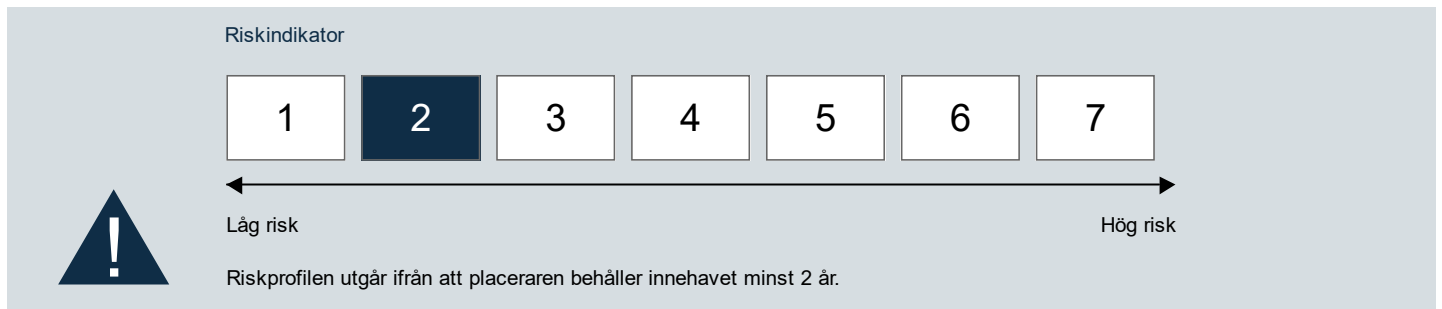 Riskindikator
1 2 3 4 5 6 7
Låg risk Hög risk
!
Riskprofilen utgår ifrån att placeraren behåller innehavet minst 2 år.